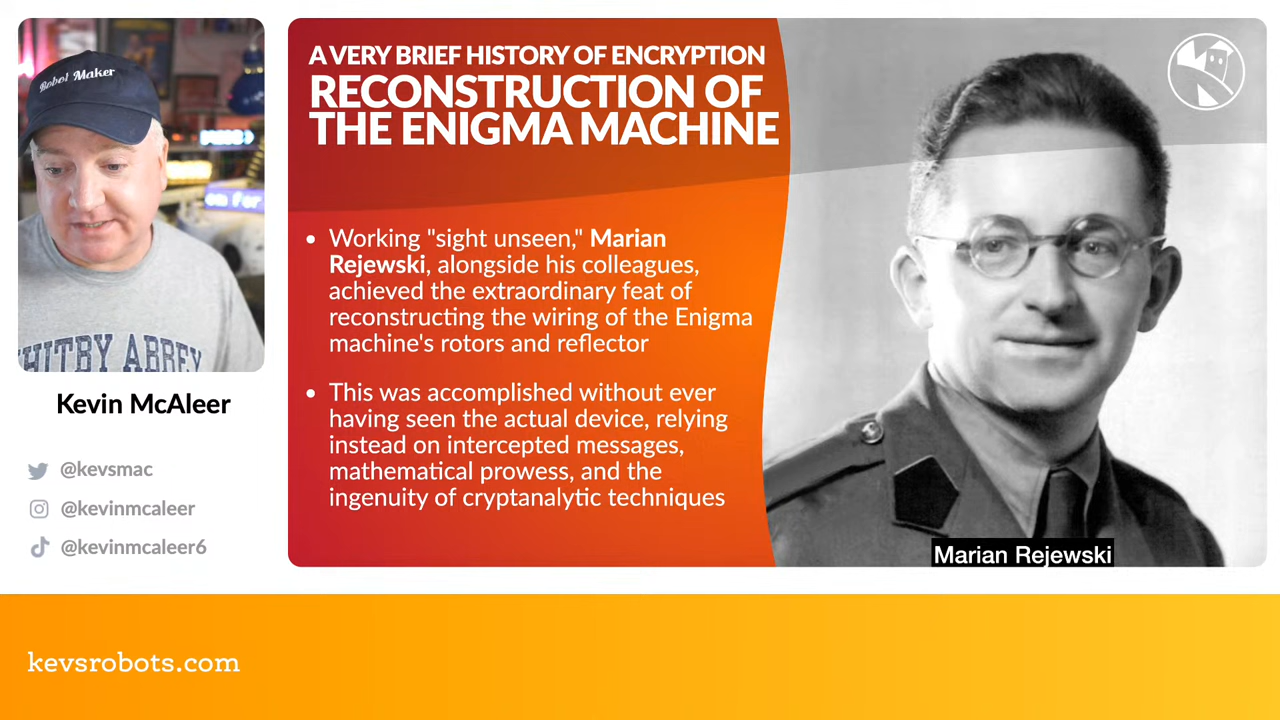 Robot Maker
WHITBY ABBEY
Kevin McAleer
@kevsmac
@kevinmcaleer
@kevinmcaleer6
A VERY BRIEF HISTORY OF ENCRYPTION
RECONSTRUCTION OF
THE ENIGMA MACHINE
• Working "sight unseen," Marian
Rejewski, alongside his colleagues,
achieved the extraordinary feat of
reconstructing the wiring of the Enigma
machine's rotors and reflector
• This was accomplished without ever
having seen the actual device, relying
instead on intercepted messages,
mathematical prowess, and the
ingenuity of cryptanalytic techniques
Marian Rejewski
kevsrobots.com